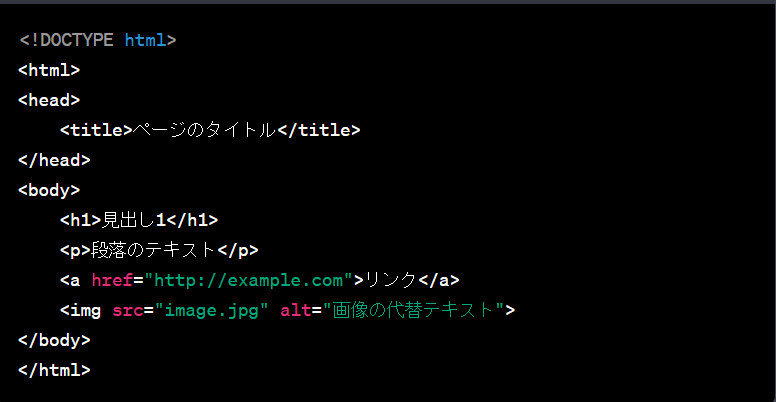 <!DOCTYPE html>
<html>
<head>
    <title>ページのタイトル</title>
</head>
<body>
    <h1>見出し1</h1>
    <p>段落のテキスト</p>
    <a href="http://example.com">リンク</a>
    <img src="image.jpg" alt="画像の代替テキスト">
</body>
</html>